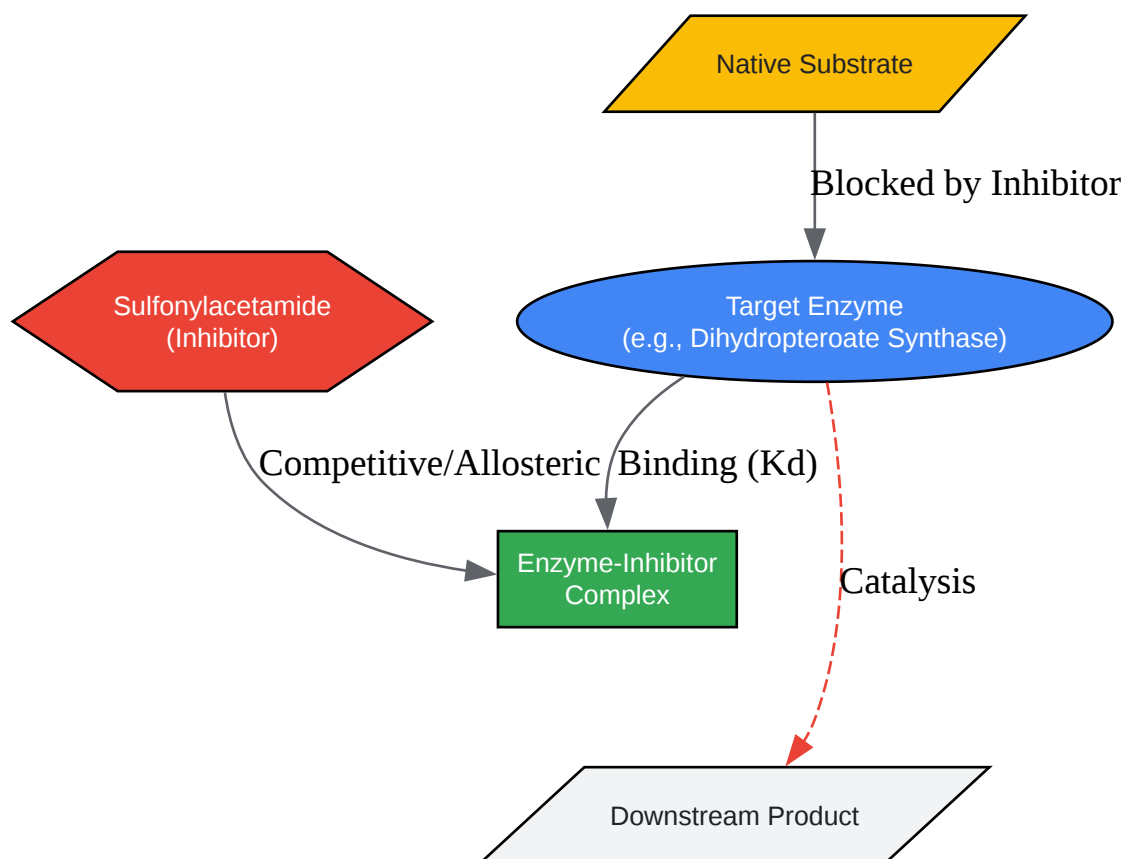 Native Substrate
Blocked by Inhibitor
Sulfonylacetamide
(Inhibitor)
Target Enzyme
(e.g., Dihydropteroate Synthase)
Competitive/Allosteric
Binding (Kd)
Enzyme-Inhibitor
Complex
Catalysis
Downstream Product